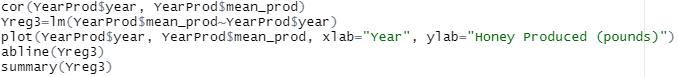 cor(YearProd$year, YearProd$mean_prod)
Yreg3=lm(YearProd$mean_prod~YearProd$year)
plot(YearProd$year, YearProd$mean_prod, xlab="Year", ylab="Honey Produced (pounds)")
abline(Yreg3)
summary(Yreg3)